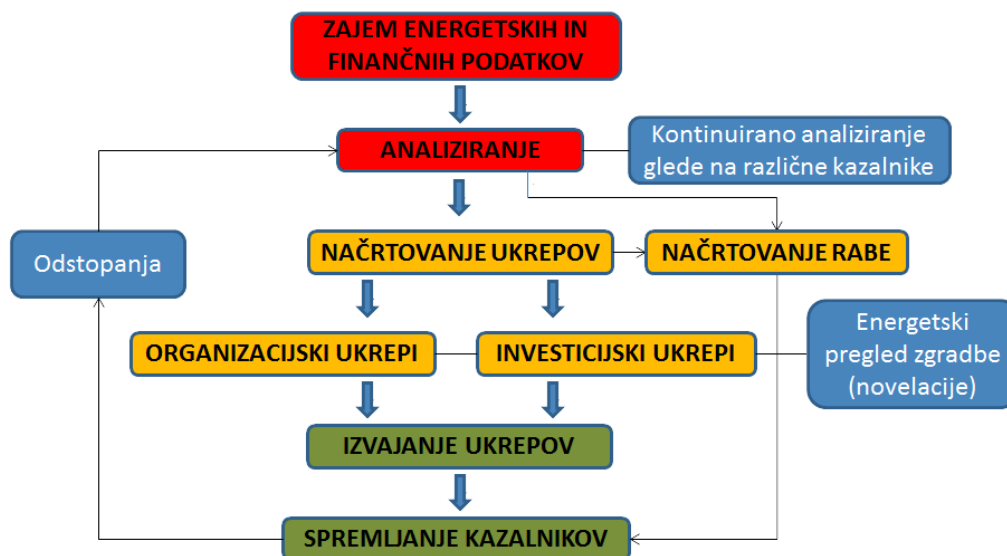 ZAJEM ENERGETSKIH IN
FINANČNIH PODATKOV
ANALIZIRANJE
Kontinuirano analiziranje
glede na različne kazalnike
NAČRTOVANJE UKREPOV
NAČRTOVANJE RABE
Odstopanja
ORGANIZACIJSKI UKREPI
INVESTICIJSKI UKREPI
Energetski
pregled zgradbe
(novelacije)
IZVAJANJE UKREPOV
SPREMLJANJE KAZALNIKOV